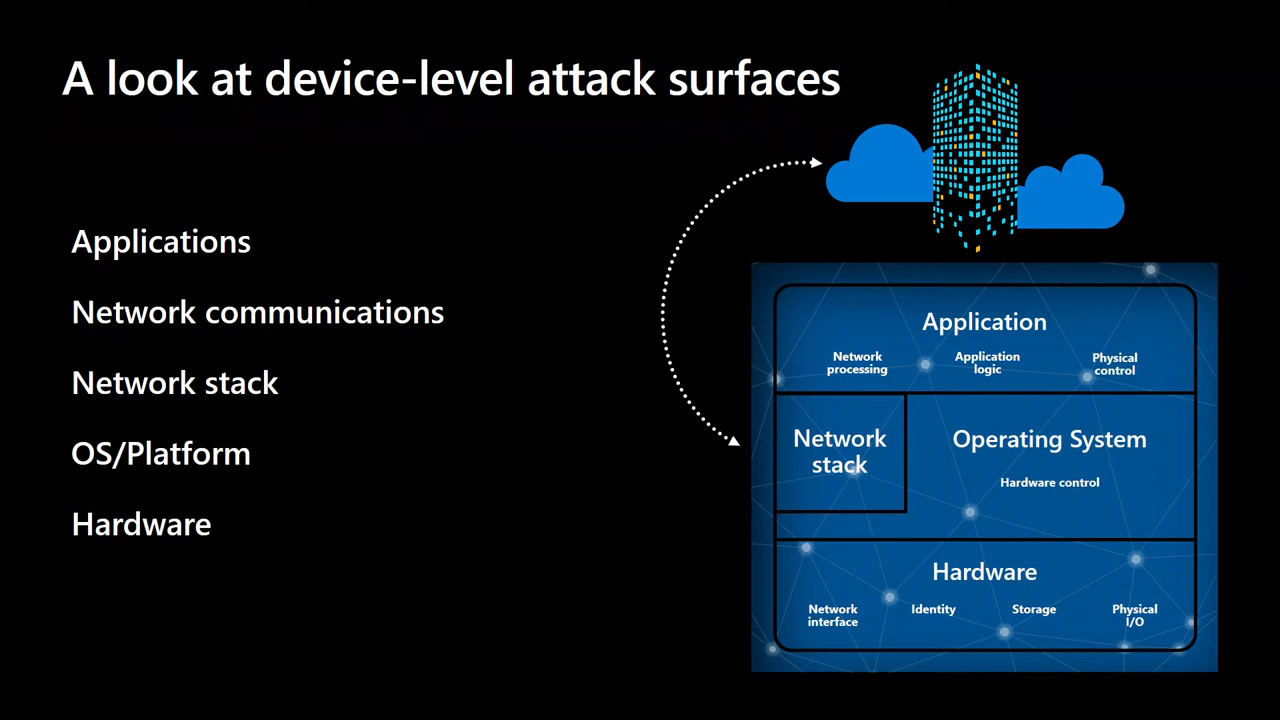 A look at device-level attack surfaces
Applications
Network communications
Network stack
OS/Platform
Hardware
Application
Network
processing
Application
logic
Physical
control
Network
stack
Operating System
Hardware control
Hardware
Network
interface
Identity
Storage
Physical
I/O